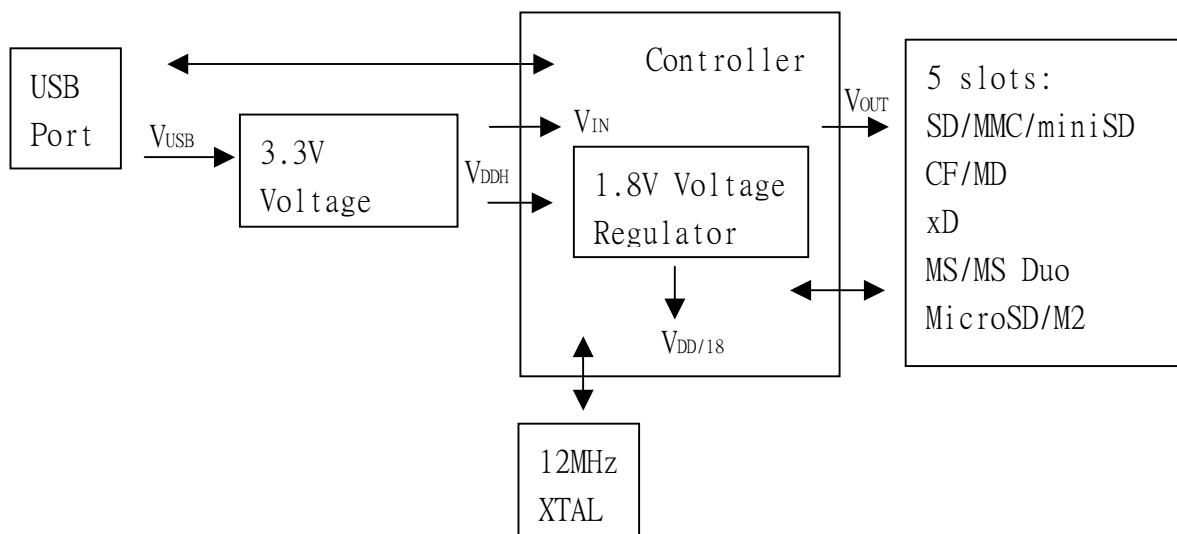 USB
Port
VUSB
3.3V
Voltage
VDDH
Controller
VIN
1.8V Voltage
Regulator
VDD/18
VOUT
5 slots:
SD/MMC/miniSD
CF/MD
xD
MS/MS Duo
MicroSD/M2
12MHz
XTAL